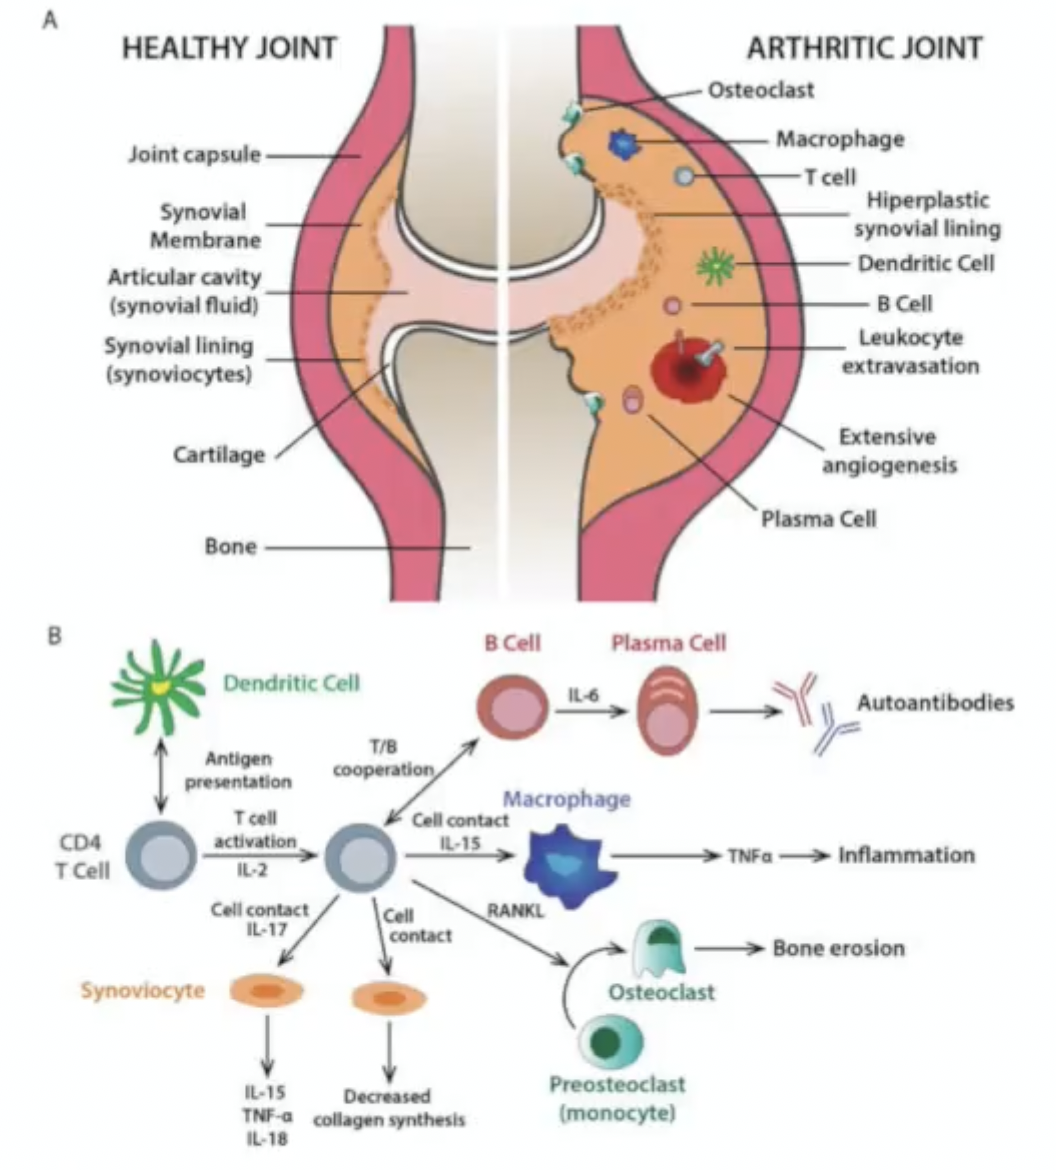 A
HEALTHY JOINT
ARTHRITIC JOINT
Joint capsule
Synovial
Membrane
Articular cavity
(synovial fluid)
Synovial lining
(synoviocytes)
Cartilage
Bone
Osteoclast
Macrophage
T cell
Hiperplastic
synovial lining
Dendritic Cell
B Cell
Leukocyte
extravasation
Extensive
angiogenesis
Plasma Cell
B
Dendritic Cell
B Cell
Plasma Cell
IL-6
Autoantibodies
Antigen
presentation
T/B
cooperation
CD4
T Cell
T cell
activation
IL-2
Cell contact
IL-15
Macrophage
TNFα
Inflammation
Cell contact
IL-17
Cell
contact
RANKL
Synoviocyte
Osteoclast
Bone erosion
Preosteoclast
(monocyte)
IL-15
TNF-α
IL-18
Decreased
collagen synthesis